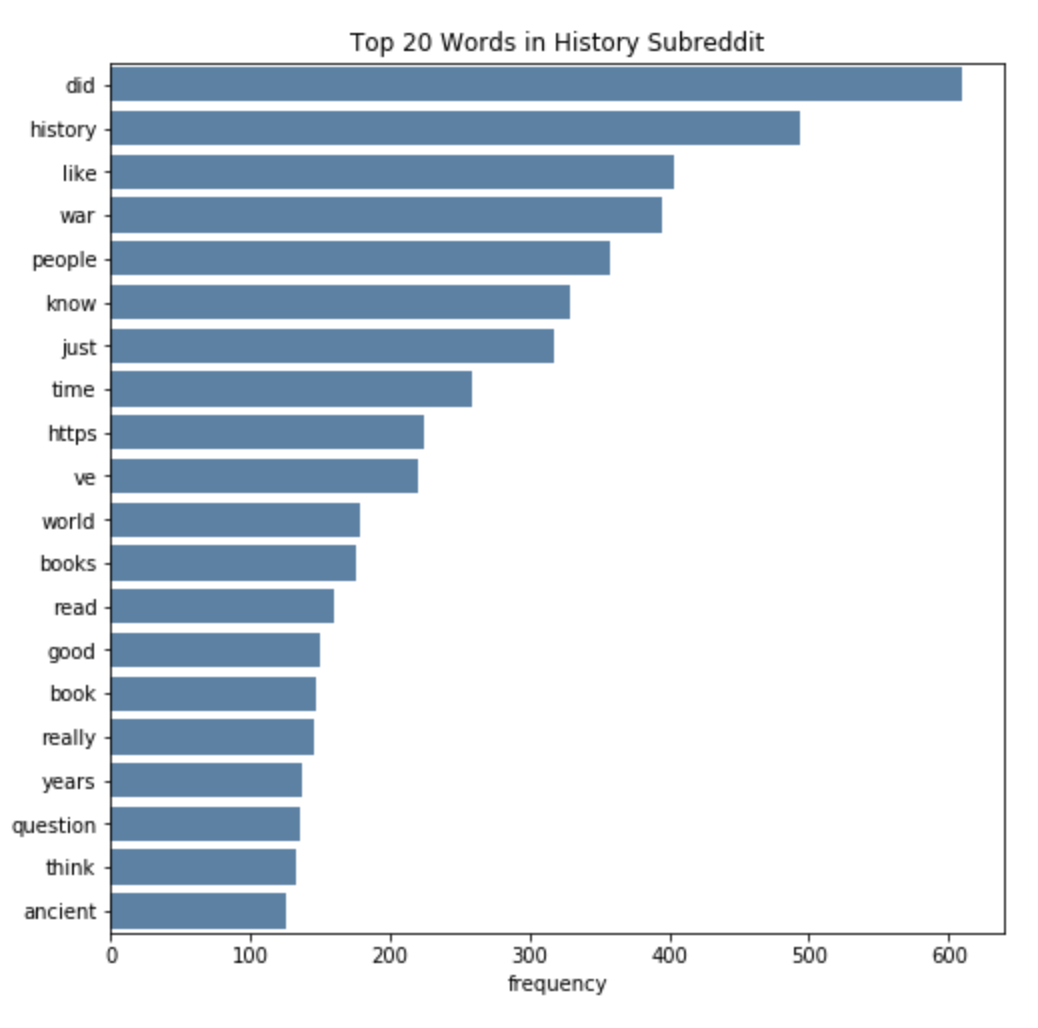 Top 20 Words in History Subreddit
did
history
like
war
people
know
just
time
https
ve
world
books
read
good
book
really
years
question
think
ancient
0 100 200 300 400 500 600
frequency